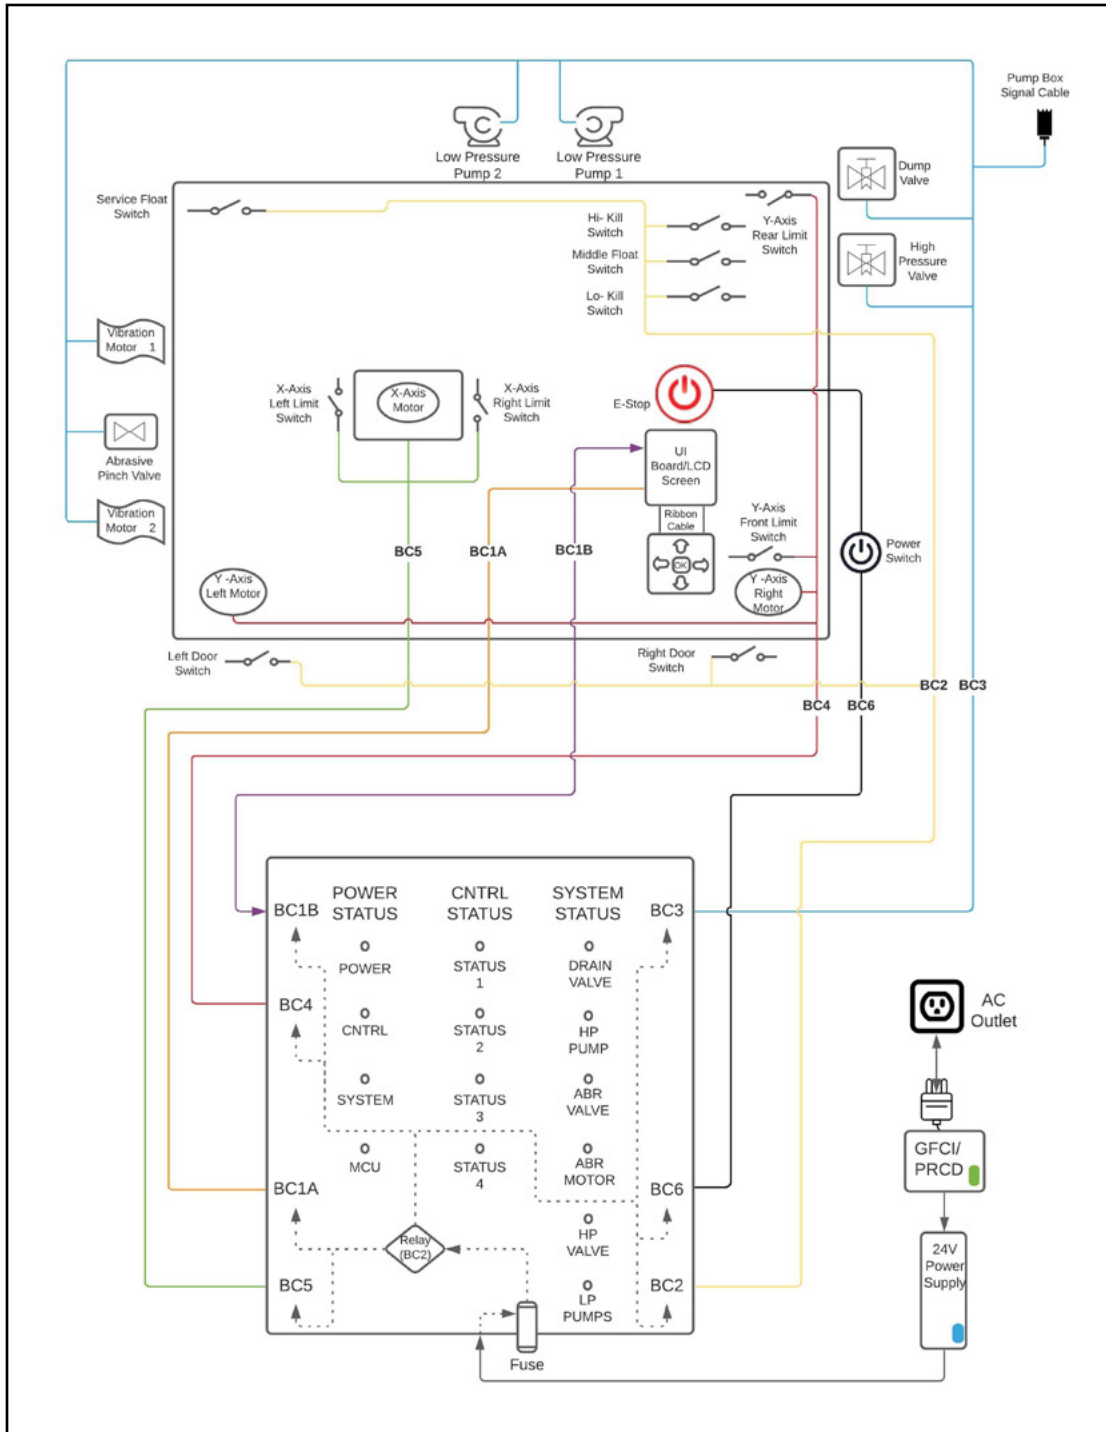 Pump Box
Signal Cable
Low Pressure
Pump 2
Low Pressure
Pump 1
Dump
Valve
Service Float
Switch
Hi- Kill
Switch
Y-Axis
Rear Limit
Switch
High
Pressure
Valve
Middle Float
Switch
Lo- Kill
Switch
Vibration
Motor 1
X-Axis
Left Limit
Switch
X-Axis
Motor
X-Axis
Right Limit
Switch
E-Stop
UI
Board/LCD
Screen
Abrasive
Pinch Valve
Vibration
Motor 2
Ribbon
Cable
Y-Axis
Front Limit
Switch
Power
Switch
BC5
BC1A
BC1B
OK
Y -Axis
Left Motor
Y -Axis
Right
Motor
Left Door
Switch
Right Door
Switch
BC2
BC3
BC4
BC6
POWER
STATUS
CNTRL
STATUS
SYSTEM
STATUS
BC1B
BC3
POWER
STATUS
1
DRAIN
VALVE
BC4
CNTRL
STATUS
2
HP
PUMP
SYSTEM
STATUS
3
ABR
VALVE
MCU
STATUS
4
ABR
MOTOR
BC1A
BC6
Relay
(BC2)
HP
VALVE
BC5
LP
PUMPS
BC2
Fuse
AC
Outlet
GFCI/
PRCD
24V
Power
Supply